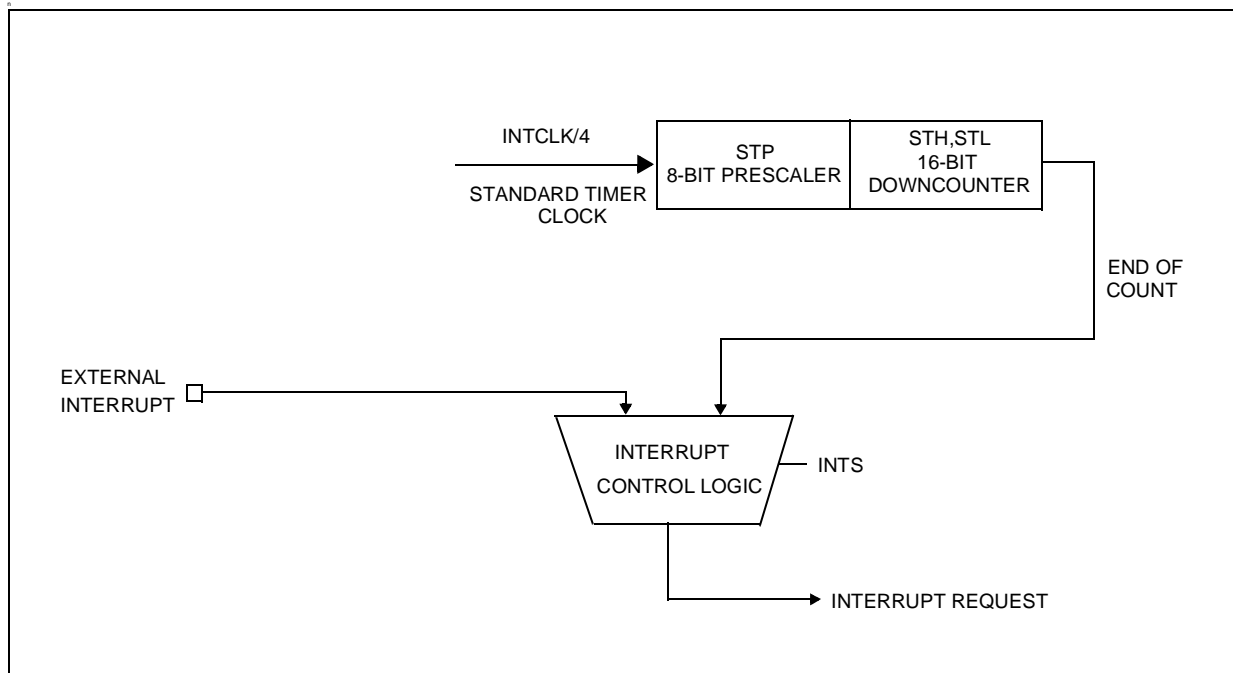 n
INTCLK/4
STANDARD TIMER
CLOCK
STP
8-BIT PRESCALER
STH,STL
16-BIT
DOWNCOUNTER
END OF
COUNT
EXTERNAL
INTERRUPT
INTERRUPT
CONTROL LOGIC
INTS
INTERRUPT REQUEST